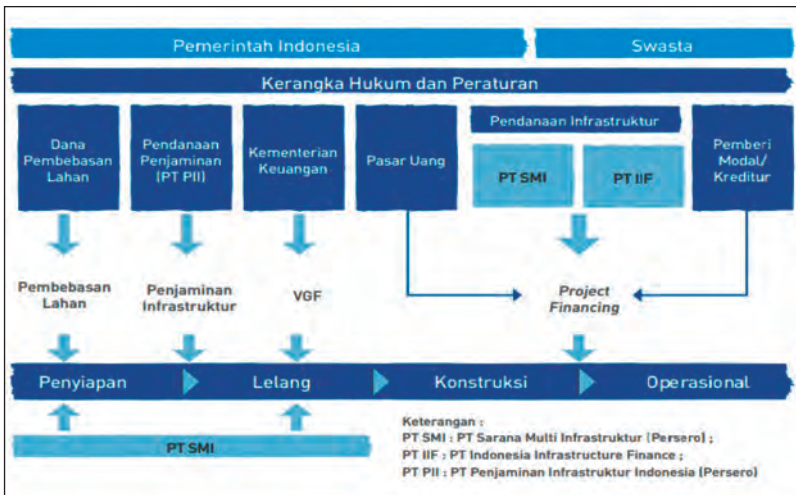 Pemerintah Indonesia
Swasta
Kerangka Hukum dan Peraturan
Dana
Pembebasan
Lahan
Pendanaan
Penjaminan
(PT PII)
Kementerian
Keuangan
Pasar Uang
Pendanaan Infrastruktur
PT SMI
PT IIF
Pemberi
Modal/
Kreditur
Pembebasan
Lahan
Penjaminan
Infrastruktur
VGF
Project
Financing
Penyiapan
Lelang
Konstruksi
Operasional
PT SMI
Keterangan :
PT SMI : PT Sarana Multi Infrastruktur (Persero) ;
PT IIF : PT Indonesia Infrastructure Finance ;
PT PII : PT Penjaminan Infrastruktur Indonesia (Persero)